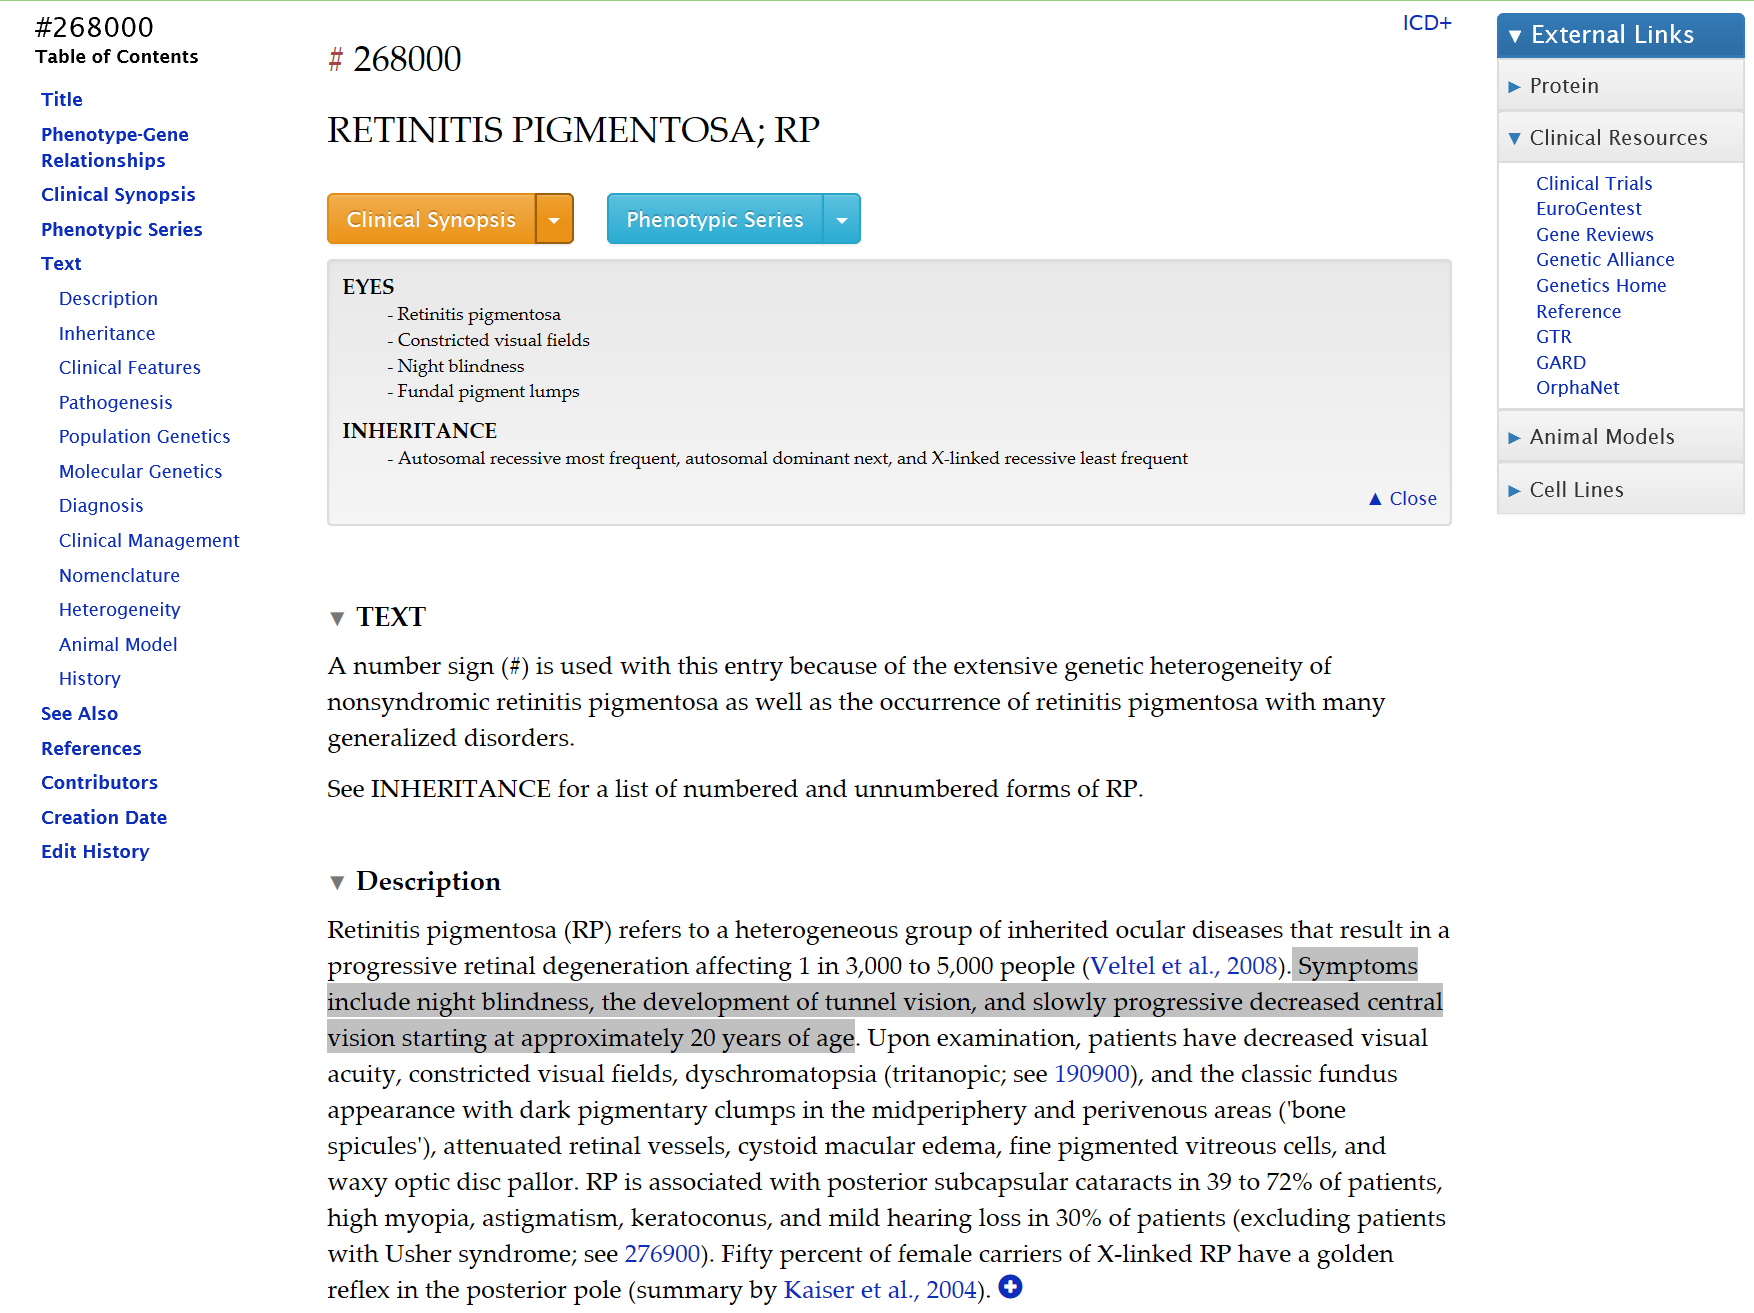 #268000
Table of Contents
Title
Phenotype-Gene
Relationships
Clinical Synopsis
Phenotypic Series
Text
Description
Inheritance
Clinical Features
Pathogenesis
Population Genetics
Molecular Genetics
Diagnosis
Clinical Management
Nomenclature
Heterogeneity
Animal Model
History
See Also
References
Contributors
Creation Date
Edit History
ICD+
# 268000
RETINITIS PIGMENTOSA; RP
Clinical Synopsis
Phenotypic Series
EYES
- Retinitis pigmentosa
- Constricted visual fields
- Night blindness
- Fundal pigment lumps
INHERITANCE
- Autosomal recessive most frequent, autosomal dominant next, and X-linked recessive least frequent
▲ Close
▼ TEXT
A number sign (#) is used with this entry because of the extensive genetic heterogeneity of
nonsyndromic retinitis pigmentosa as well as the occurrence of retinitis pigmentosa with many
generalized disorders.
See INHERITANCE for a list of numbered and unnumbered forms of RP.
▼ Description
Retinitis pigmentosa (RP) refers to a heterogeneous group of inherited ocular diseases that result in a
progressive retinal degeneration affecting 1 in 3,000 to 5,000 people (Veltel et al., 2008). Symptoms
include night blindness, the development of tunnel vision, and slowly progressive decreased central
vision starting at approximately 20 years of age. Upon examination, patients have decreased visual
acuity, constricted visual fields, dyschromatopsia (tritanopic; see 190900), and the classic fundus
appearance with dark pigmentary clumps in the midperiphery and perivenous areas ('bone
spicules'), attenuated retinal vessels, cystoid macular edema, fine pigmented vitreous cells, and
waxy optic disc pallor. RP is associated with posterior subcapsular cataracts in 39 to 72% of patients,
high myopia, astigmatism, keratoconus, and mild hearing loss in 30% of patients (excluding patients
with Usher syndrome; see 276900). Fifty percent of female carriers of X-linked RP have a golden
reflex in the posterior pole (summary by Kaiser et al., 2004).
▼ External Links
► Protein
▼ Clinical Resources
Clinical Trials
EuroGentest
Gene Reviews
Genetic Alliance
Genetics Home
Reference
GTR
GARD
OrphaNet
► Animal Models
► Cell Lines